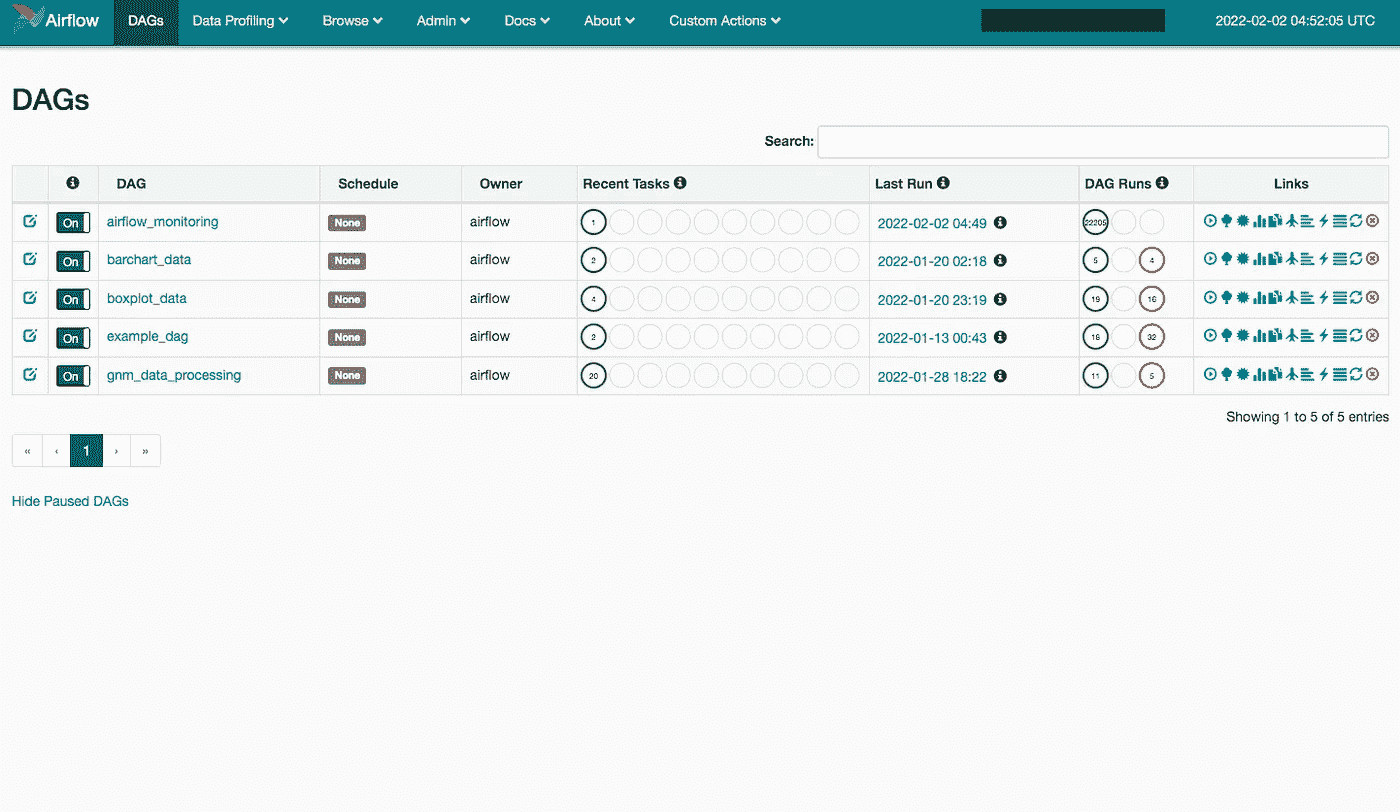 Airflow DAGs Data Profiling Browse Admin Docs About Custom Actions 2022-02-02 04:52:05 UTC
DAGs
Search:
DAG Schedule Owner Recent Tasks Last Run DAG Runs Links
On airflow_monitoring None airflow 1 2022-02-02 04:49 22205
On barchart_data None airflow 2 2022-01-20 02:18 5 4
On boxplot_data None airflow 4 2022-01-20 23:19 19 16
On example_dag None airflow 2 2022-01-13 00:43 16 32
On gnm_data_processing None airflow 20 2022-01-28 18:22 11 5
Showing 1 to 5 of 5 entries
« ‹ 1 › »
Hide Paused DAGs